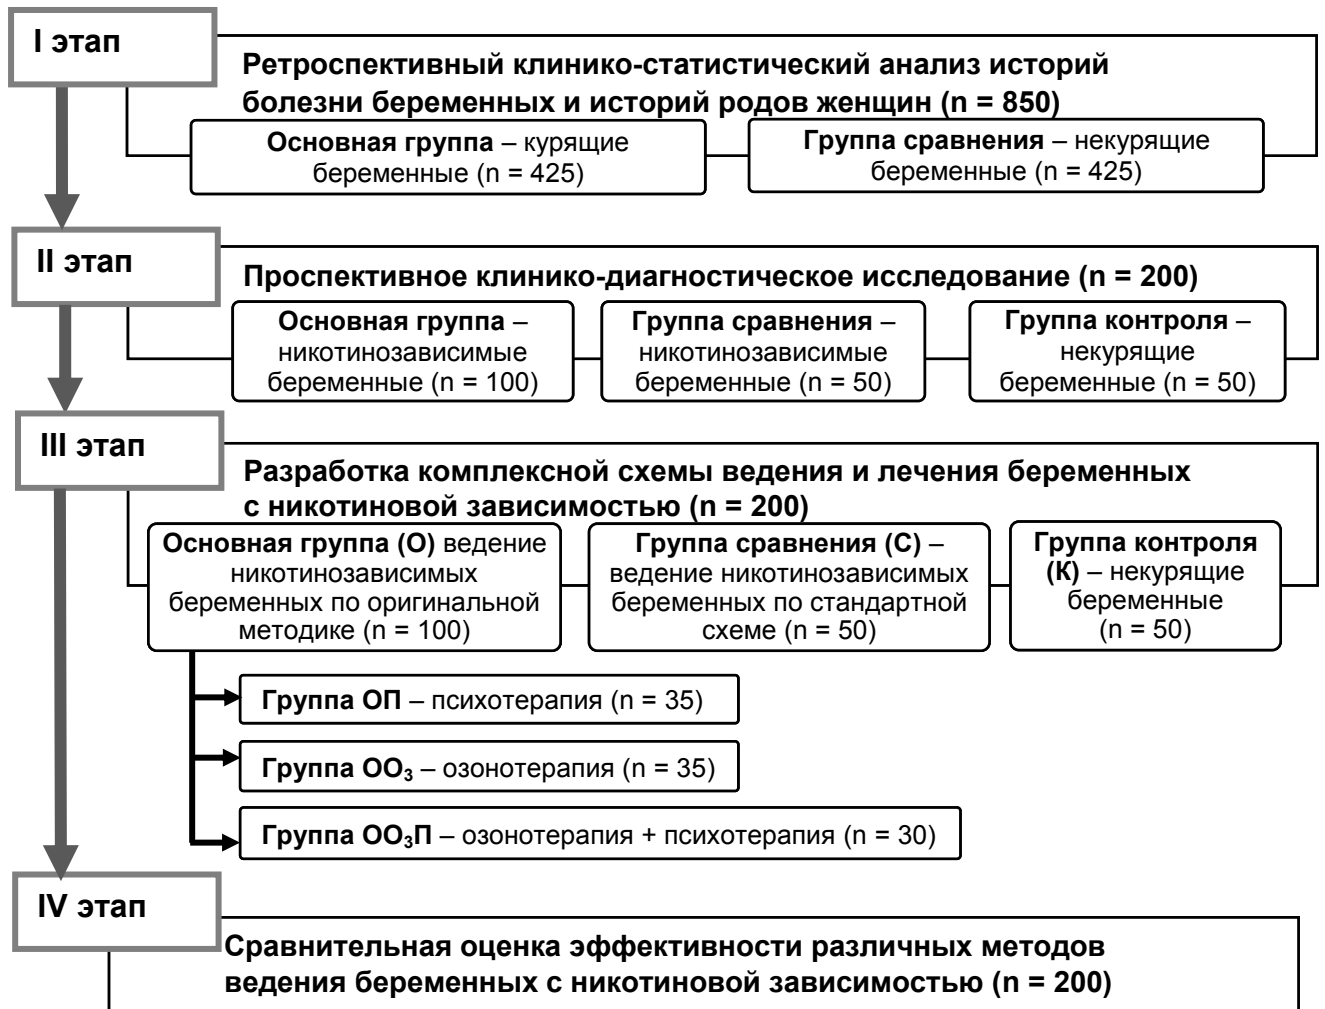 I этап
Ретроспективный клинико-статистический анализ историй
болезни беременных и историй родов женщин (n = 850)
Основная группа – курящие
беременные (n = 425)
Группа сравнения – некурящие
беременные (n = 425)
II этап
Проспективное клинико-диагностическое исследование (n = 200)
Основная группа –
никотинозависимые
беременные (n = 100)
Группа сравнения –
никотинозависимые
беременные (n = 50)
Группа контроля –
некурящие
беременные (n = 50)
III этап
Разработка комплексной схемы ведения и лечения беременных
с никотиновой зависимостью (n = 200)
Основная группа (О) ведение
никотинозависимых
беременных по оригинальной
методике (n = 100)
Группа сравнения (С) –
ведение никотинозависимых
беременных по стандартной
схеме (n = 50)
Группа контроля
(К) – некурящие
беременные
(n = 50)
Группа ОП – психотерапия (n = 35)
Группа ОО₃ – озонотерапия (n = 35)
Группа ОО₃П – озонотерапия + психотерапия (n = 30)
IV этап
Сравнительная оценка эффективности различных методов
ведения беременных с никотиновой зависимостью (n = 200)